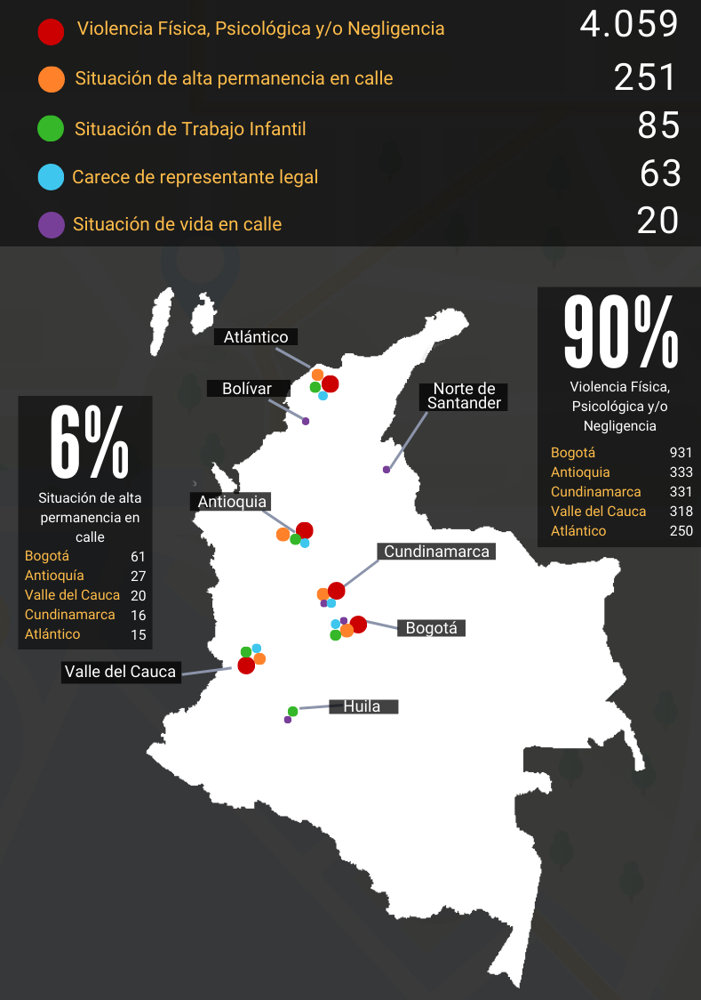 Violencia Física, Psicológica y/o Negligencia 4.059
Situación de alta permanencia en calle 251
Situación de Trabajo Infantil 85
Carece de representante legal 63
Situación de vida en calle 20
Atlántico
Bolívar
Norte de
Santander
90%
Violencia Física,
Psicológica y/o
Negligencia
Bogotá 931
Antioquia 333
Cundinamarca 331
Valle del Cauca 318
Atlántico 250
6%
Situación de alta
permanencia en
calle
Bogotá 61
Antioquía 27
Valle del Cauca 20
Cundinamarca 16
Atlántico 15
Antioquia
Cundinamarca
Bogotá
Valle del Cauca
Huila